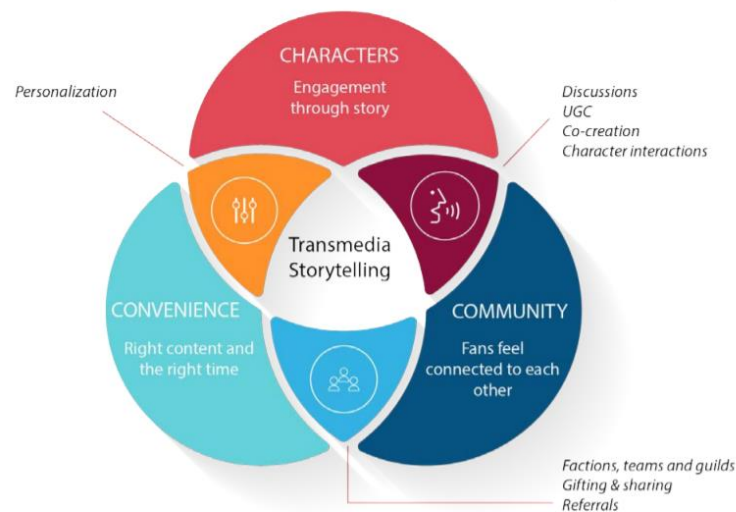 CHARACTERS
Engagement
through story
Personalization
Discussions
UGC
Co-creation
Character interactions
Transmedia
Storytelling
CONVENIENCE
Right content and
the right time
COMMUNITY
Fans feel
connected to each
other
Factions, teams and guilds
Gifting & sharing
Referrals